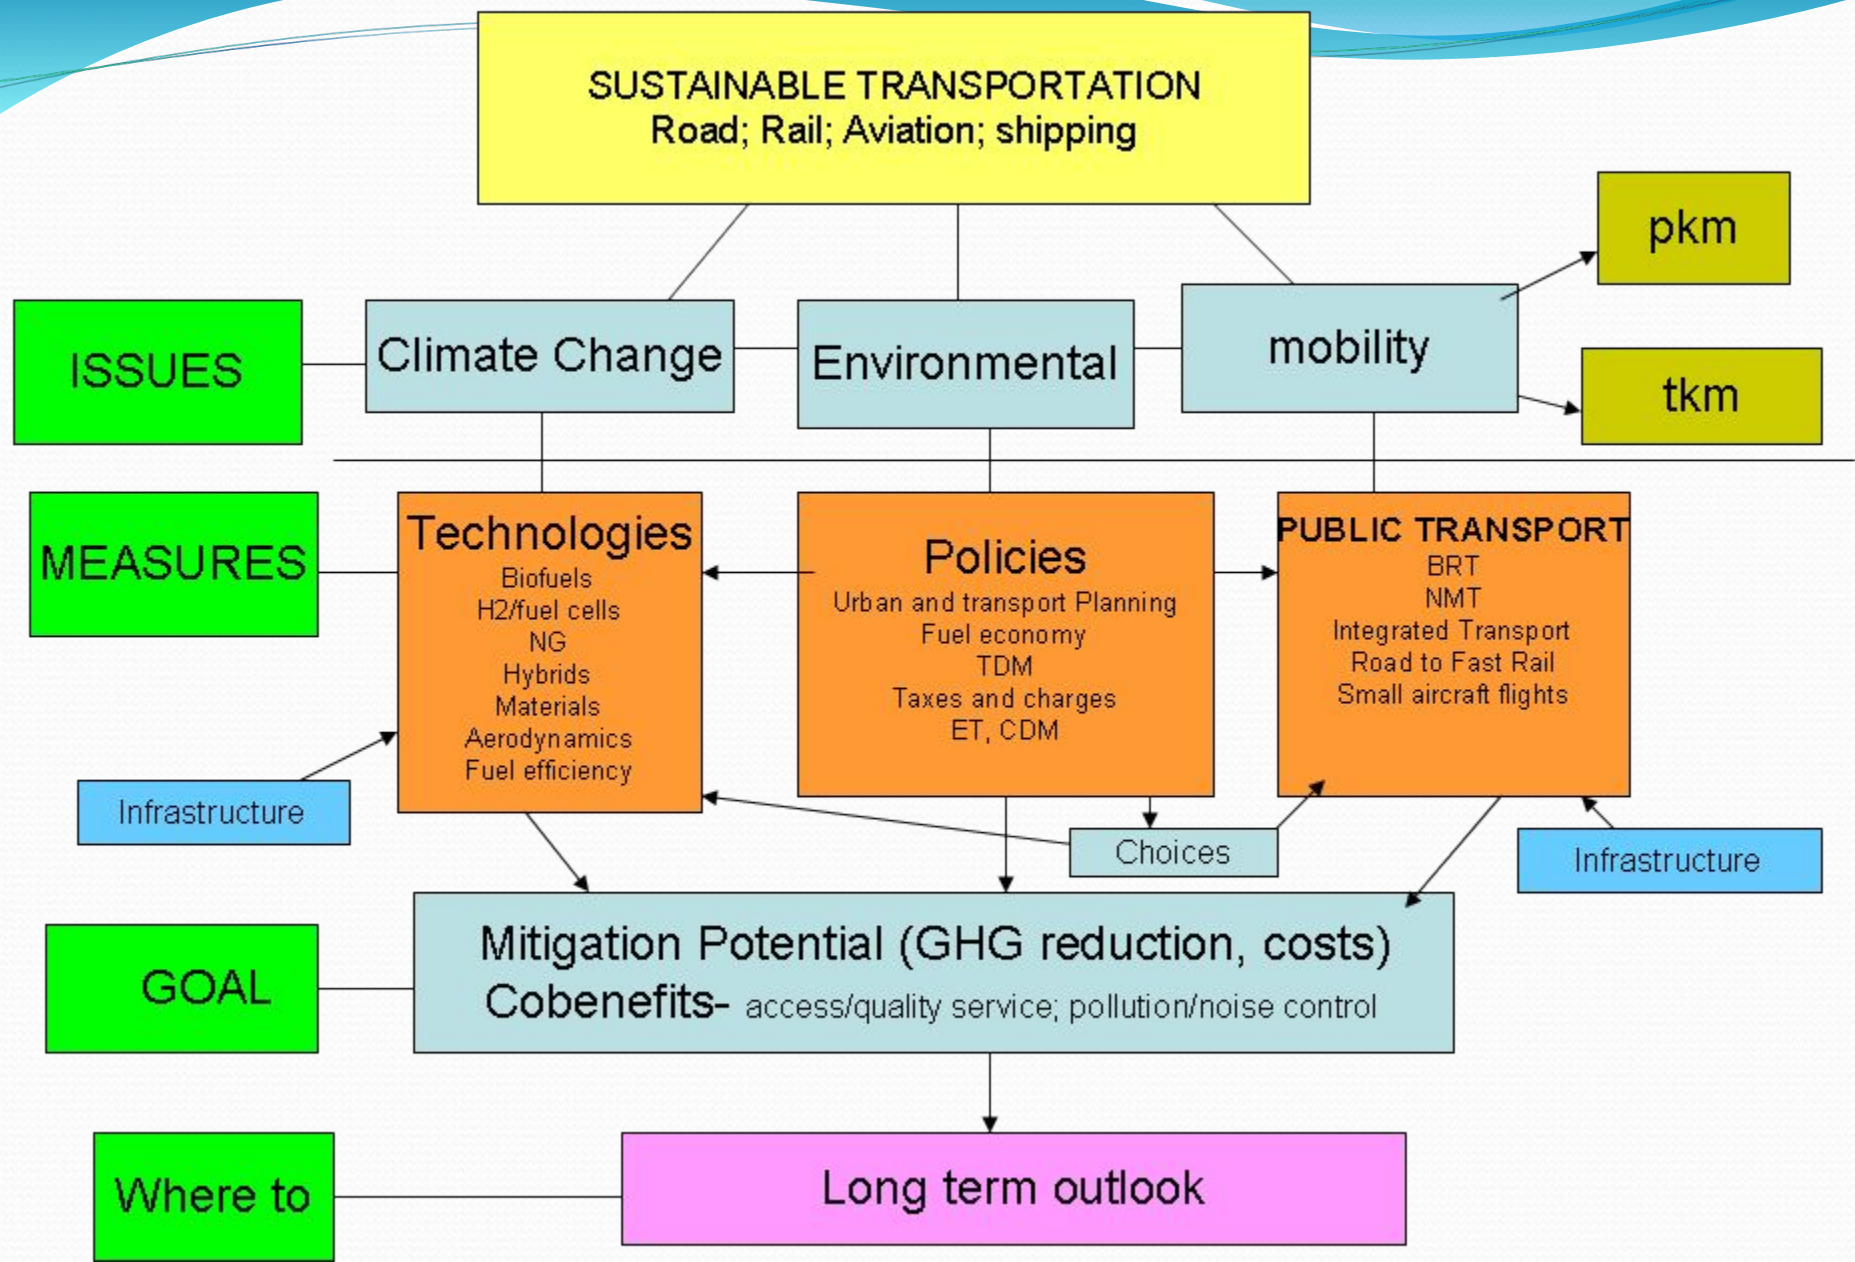 SUSTAINABLE TRANSPORTATION
Road; Rail; Aviation; shipping
pkm
ISSUES
Climate Change
Environmental
mobility
tkm
MEASURES
Technologies
Biofuels
H2/fuel cells
NG
Hybrids
Materials
Aerodynamics
Fuel efficiency
Policies
Urban and transport Planning
Fuel economy
TDM
Taxes and charges
ET, CDM
PUBLIC TRANSPORT
BRT
NMT
Integrated Transport
Road to Fast Rail
Small aircraft flights
Infrastructure
Choices
Infrastructure
GOAL
Mitigation Potential (GHG reduction, costs)
Cobenefits- access/quality service; pollution/noise control
Where to
Long term outlook